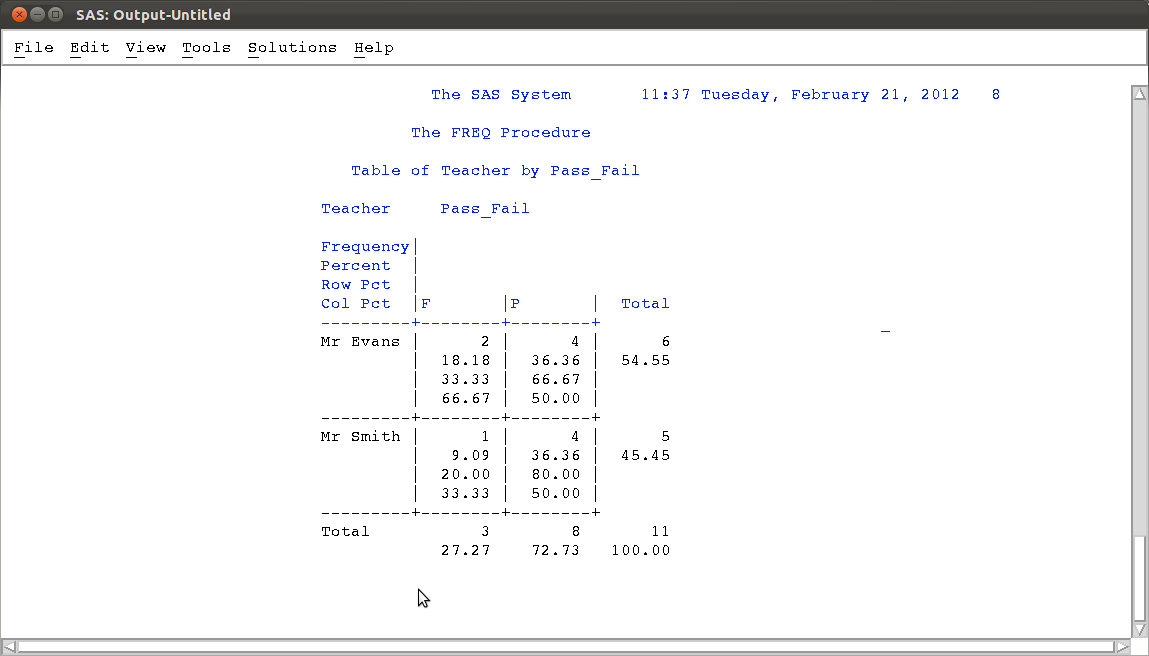 SAS: Output-Untitled
File Edit View Tools Solutions Help
The SAS System 11:37 Tuesday, February 21, 2012 8
The FREQ Procedure
Table of Teacher by Pass_Fail
Teacher Pass_Fail
Frequency|
Percent |
Row Pct |
Col Pct |F |P | Total
---------+--------+--------+
Mr Evans | 2 | 4 | 6
| 18.18 | 36.36 | 54.55
| 33.33 | 66.67 |
| 66.67 | 50.00 |
---------+--------+--------+
Mr Smith | 1 | 4 | 5
| 9.09 | 36.36 | 45.45
| 20.00 | 80.00 |
| 33.33 | 50.00 |
---------+--------+--------+
Total 3 8 11
27.27 72.73 100.00